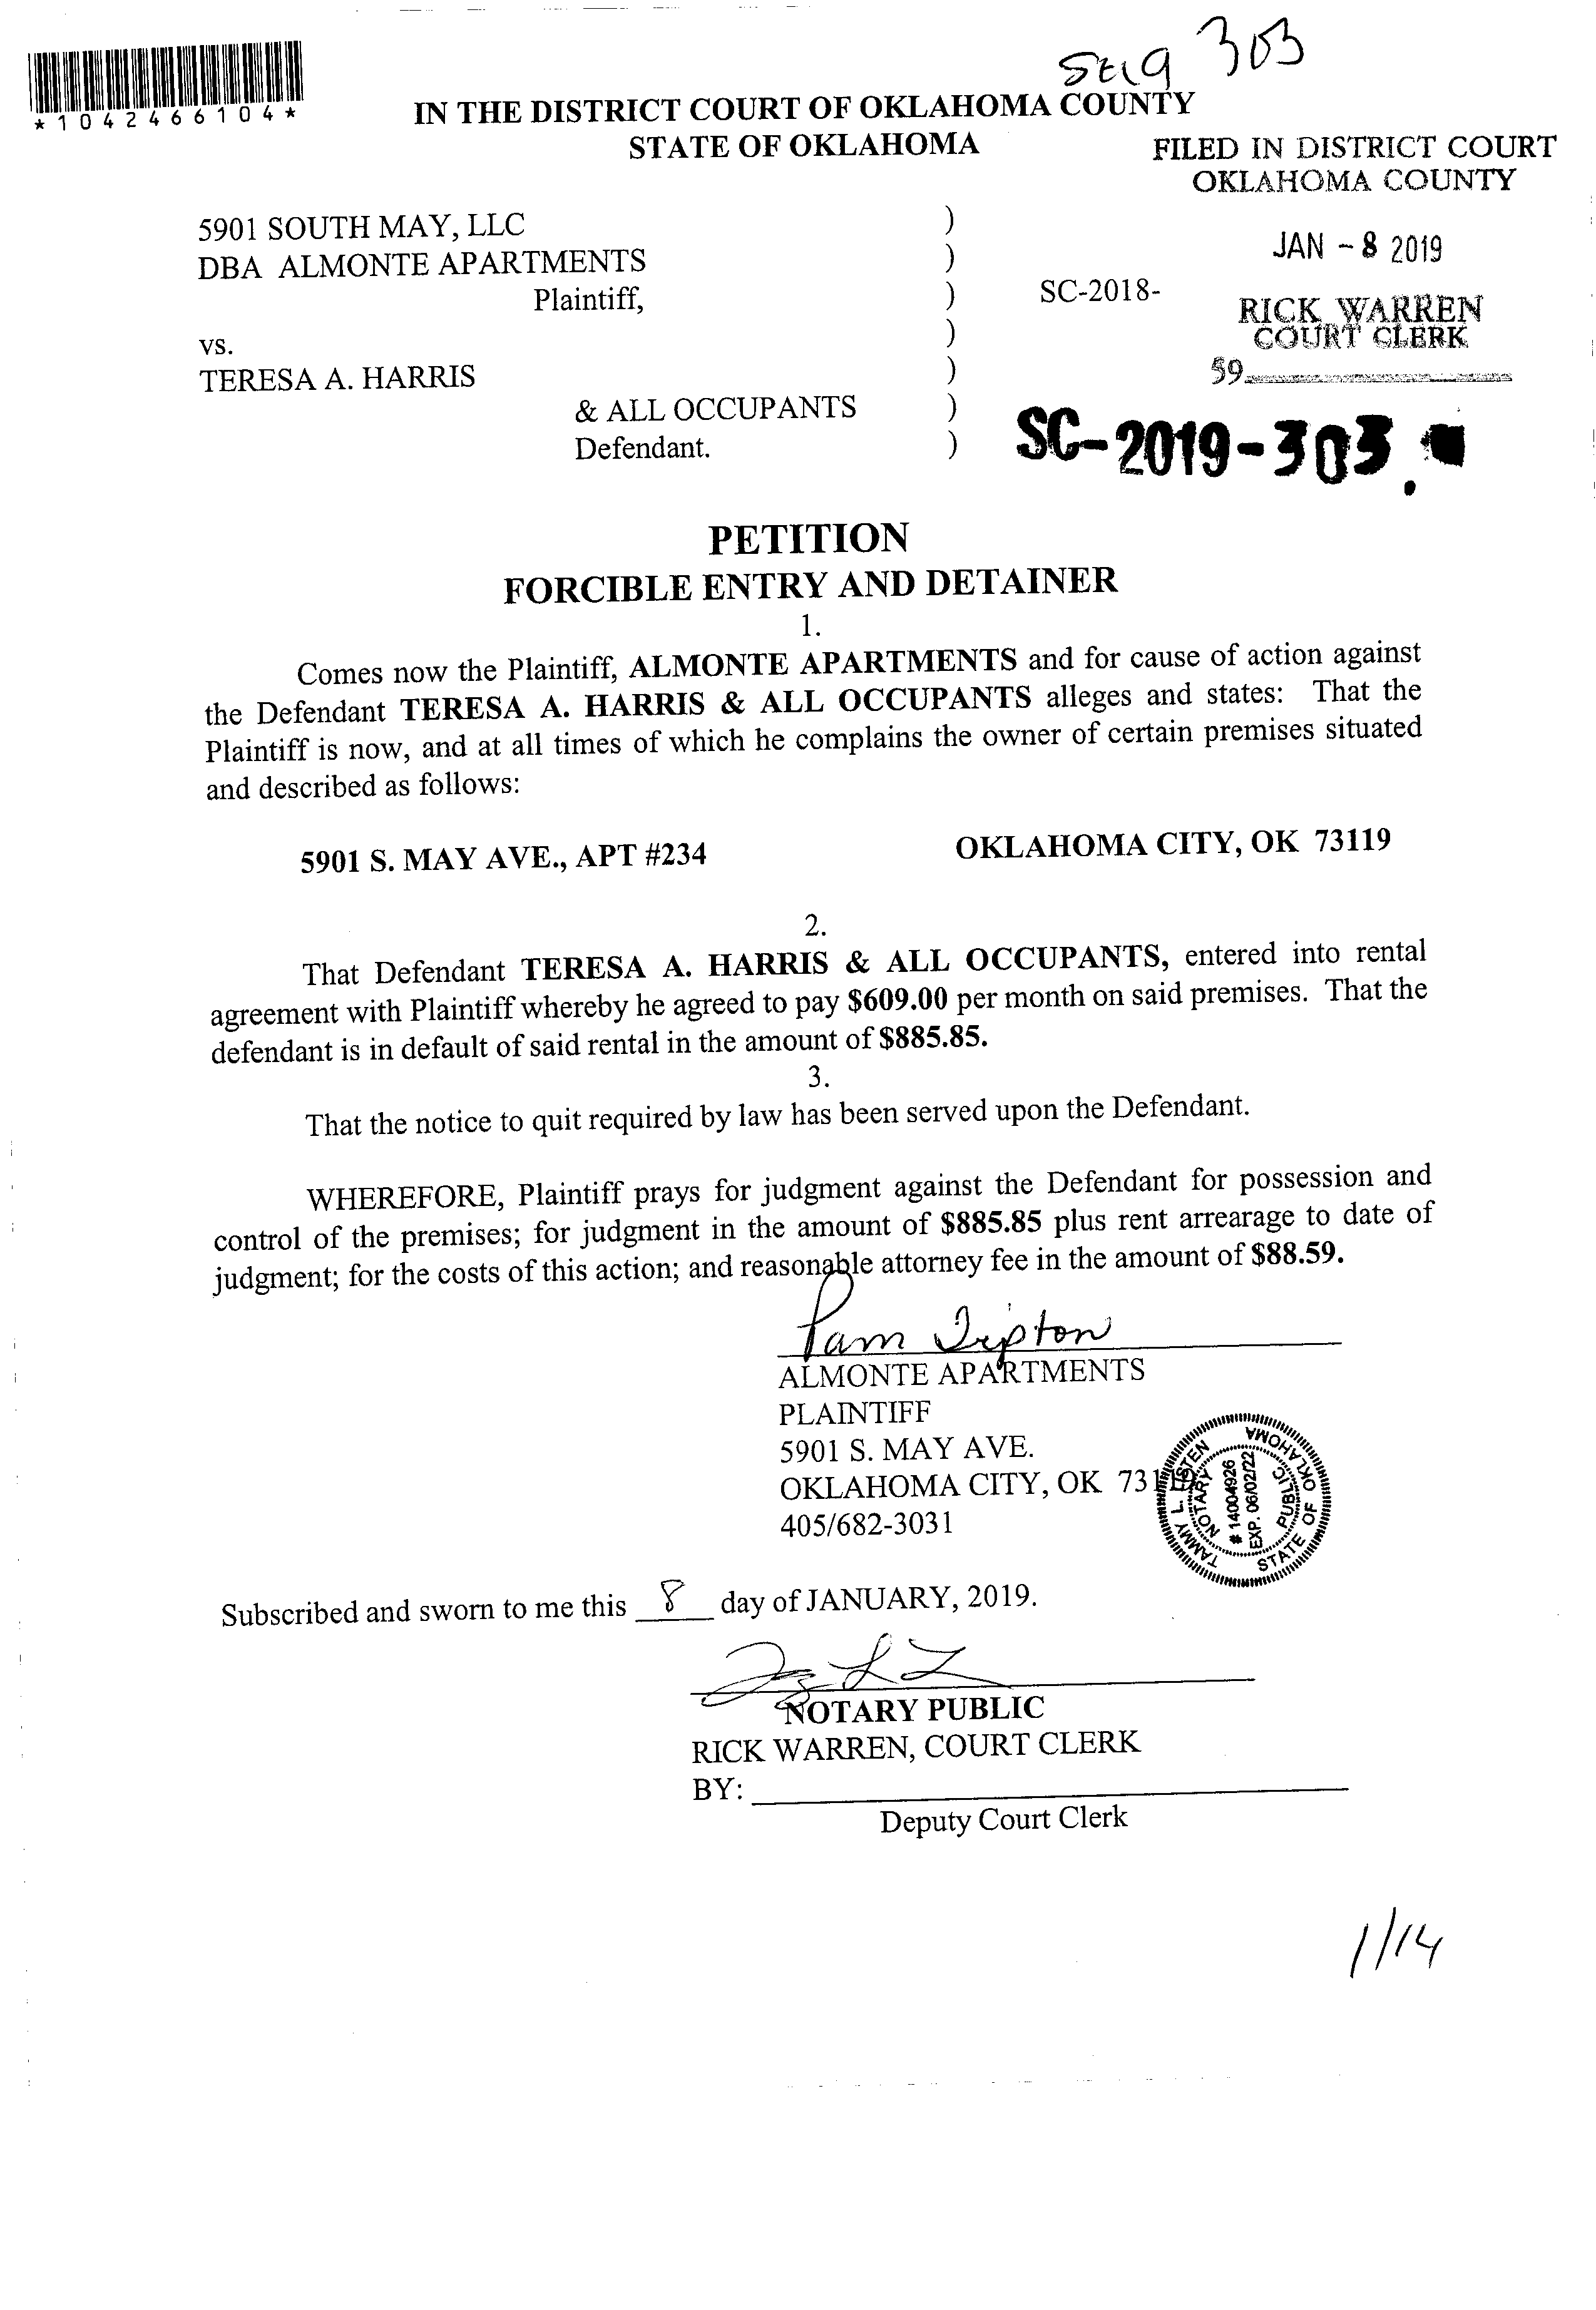 SC19 303
*1042466104*
IN THE DISTRICT COURT OF OKLAHOMA COUNTY
STATE OF OKLAHOMA
FILED IN DISTRICT COURT
OKLAHOMA COUNTY
JAN - 8 2019
RICK WARREN
COURT CLERK
59
5901 SOUTH MAY, LLC )
DBA ALMONTE APARTMENTS )
Plaintiff, ) SC-2018-
vs. )
TERESA A. HARRIS )
& ALL OCCUPANTS )
Defendant. )
SC-2019-303
PETITION
FORCIBLE ENTRY AND DETAINER
1.
Comes now the Plaintiff, ALMONTE APARTMENTS and for cause of action against
the Defendant TERESA A. HARRIS & ALL OCCUPANTS alleges and states: That the
Plaintiff is now, and at all times of which he complains the owner of certain premises situated
and described as follows:
5901 S. MAY AVE., APT #234 OKLAHOMA CITY, OK 73119
2.
That Defendant TERESA A. HARRIS & ALL OCCUPANTS, entered into rental
agreement with Plaintiff whereby he agreed to pay $609.00 per month on said premises. That the
defendant is in default of said rental in the amount of $885.85.
3.
That the notice to quit required by law has been served upon the Defendant.
WHEREFORE, Plaintiff prays for judgment against the Defendant for possession and
control of the premises; for judgment in the amount of $885.85 plus rent arrearage to date of
judgment; for the costs of this action; and reasonable attorney fee in the amount of $88.59.
Pam Tipton
ALMONTE APARTMENTS
PLAINTIFF
5901 S. MAY AVE.
OKLAHOMA CITY, OK 73119
405/682-3031
TAMMY L. LISTEN
NOTARY PUBLIC
# 14004926
EXP. 06/02/22
STATE OF OKLAHOMA
Subscribed and sworn to me this 8 day of JANUARY, 2019.
NOTARY PUBLIC
RICK WARREN, COURT CLERK
BY:
Deputy Court Clerk
1/14